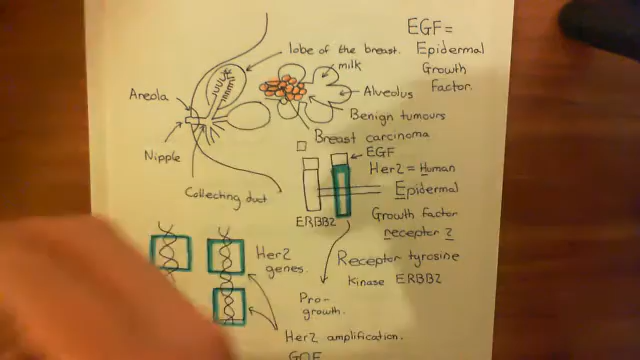 EGF =
Epidermal
Growth
Factor.
lobe of the breast.
milk
Alveolus
Benign tumours
Areola
Nipple
Collecting duct
Breast carcinoma
EGF
Her2 = Human
Epidermal
Growth factor
receptor 2
ERBB2
Receptor tyrosine
kinase ERBB2
Her2
genes.
Pro-
growth.
Her2 amplification.
GOF